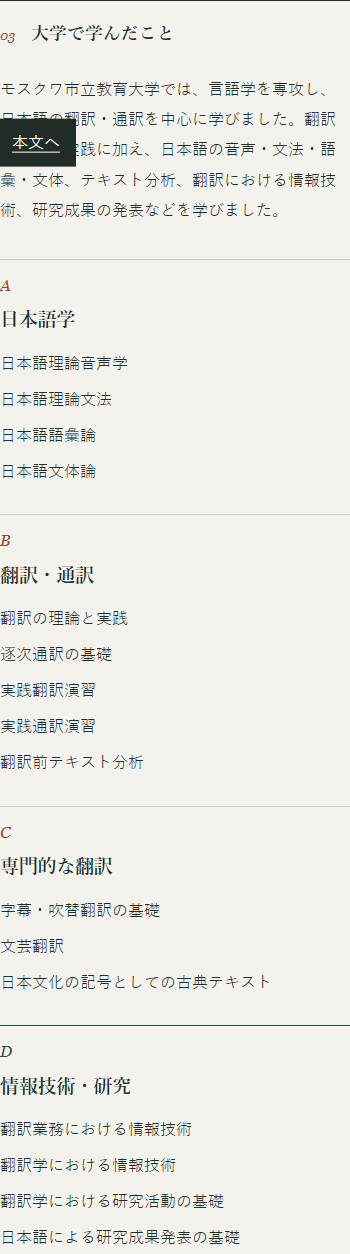 03 大学で学んだこと
モスクワ市立教育大学では、言語学を専攻し、
翻訳・通訳を中心に学びました。翻訳
本文へ
実践に加え、日本語の音声・文法・語
彙・文体、テキスト分析、翻訳における情報技
術、研究成果の発表などを学びました。
A
日本語学
日本語理論音声学
日本語理論文法
日本語語彙論
日本語文体論
B
翻訳・通訳
翻訳の理論と実践
逐次通訳の基礎
実践翻訳演習
実践通訳演習
翻訳前テキスト分析
C
専門的な翻訳
字幕・吹替翻訳の基礎
文芸翻訳
日本文化の記号としての古典テキスト
D
情報技術・研究
翻訳業務における情報技術
翻訳学における情報技術
翻訳学における研究活動の基礎
日本語による研究成果発表の基礎